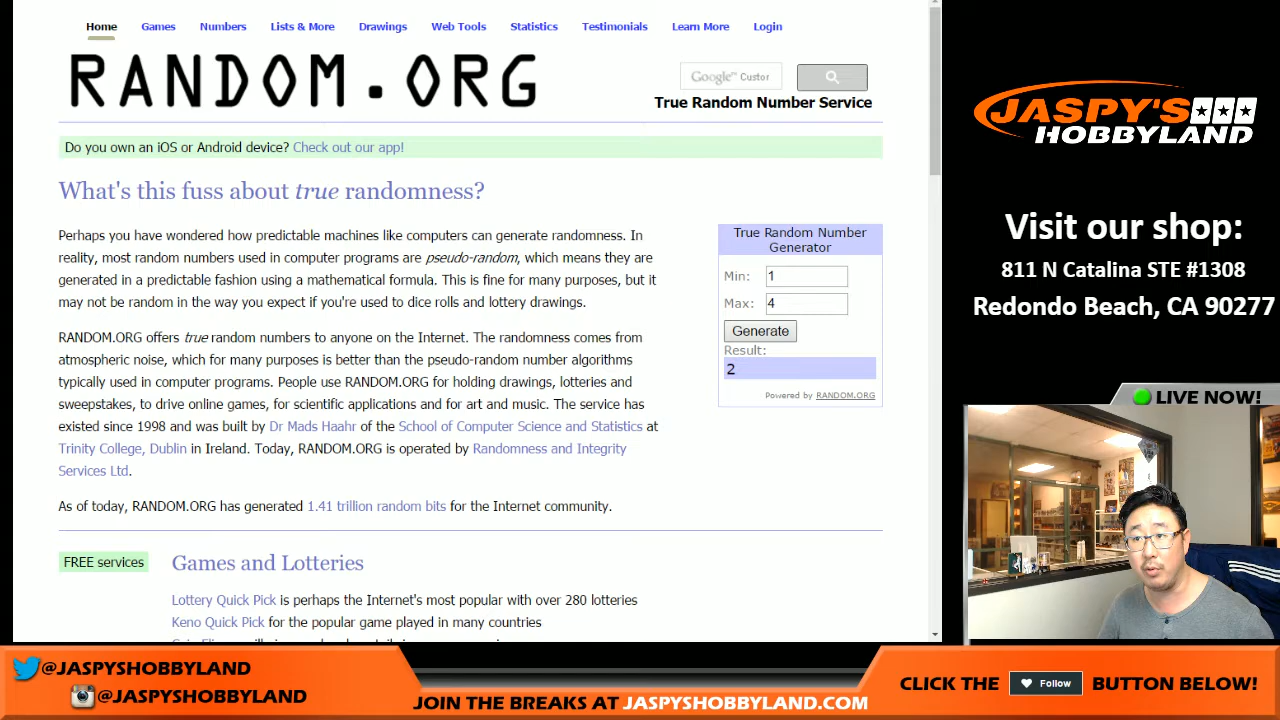 Home Games Numbers Lists & More Drawings Web Tools Statistics Testimonials Learn More Login
RANDOM.ORG
Google™ Custor
True Random Number Service
Do you own an iOS or Android device? Check out our app!
What's this fuss about true randomness?
Perhaps you have wondered how predictable machines like computers can generate randomness. In
reality, most random numbers used in computer programs are pseudo-random, which means they are
generated in a predictable fashion using a mathematical formula. This is fine for many purposes, but it
may not be random in the way you expect if you're used to dice rolls and lottery drawings.
RANDOM.ORG offers true random numbers to anyone on the Internet. The randomness comes from
atmospheric noise, which for many purposes is better than the pseudo-random number algorithms
typically used in computer programs. People use RANDOM.ORG for holding drawings, lotteries and
sweepstakes, to drive online games, for scientific applications and for art and music. The service has
existed since 1998 and was built by Dr Mads Haahr of the School of Computer Science and Statistics at
Trinity College, Dublin in Ireland. Today, RANDOM.ORG is operated by Randomness and Integrity
Services Ltd.
As of today, RANDOM.ORG has generated 1.41 trillion random bits for the Internet community.
True Random Number
Generator
Min: 1
Max: 4
Generate
Result:
2
Powered by RANDOM.ORG
FREE services
Games and Lotteries
Lottery Quick Pick is perhaps the Internet's most popular with over 280 lotteries
Keno Quick Pick for the popular game played in many countries
JASPY'S
HOBBYLAND
Visit our shop:
811 N Catalina STE #1308
Redondo Beach, CA 90277
LIVE NOW!
@JASPYSHOBBYLAND
@JASPYSHOBBYLAND
JOIN THE BREAKS AT JASPYSHOBBYLAND.COM
CLICK THE Follow BUTTON BELOW!